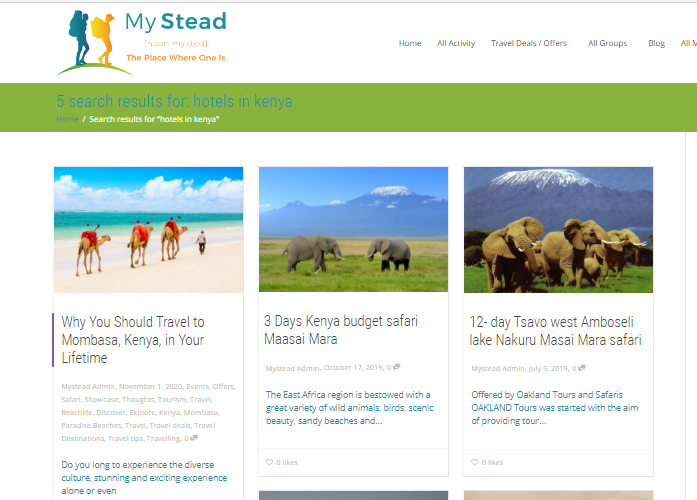 My Stead
[noun my sted]
The Place Where One Is
Home All Activity Travel Deals / Offers All Groups Blog All M
5 search results for: hotels in kenya
Home / Search results for "hotels in kenya"
Why You Should Travel to
Mombasa, Kenya, in Your
Lifetime
Mystead Admin, November 1, 2020, Events, Offers,
Safari, Showcase, Thoughts, Tourism, Travel,
Beachlife, Discover, Explore, Kenya, Mombasa,
Paradise Beaches, Travel, Travel deals, Travel
Destinations, Travel tips, Travelling, 0
Do you long to experience the diverse
culture, stunning and exciting experience
alone or even
3 Days Kenya budget safari
Maasai Mara
Mystead Admin, October 17, 2019, 0
The East Africa region is bestowed with a
great variety of wild animals, birds, scenic
beauty, sandy beaches and...
0 likes
12- day Tsavo west Amboseli
lake Nakuru Masai Mara safari
Mystead Admin, July 5, 2019, 0
Offered by Oakland Tours and Safaris
OAKLAND Tours was started with the aim
of providing tour...
0 likes